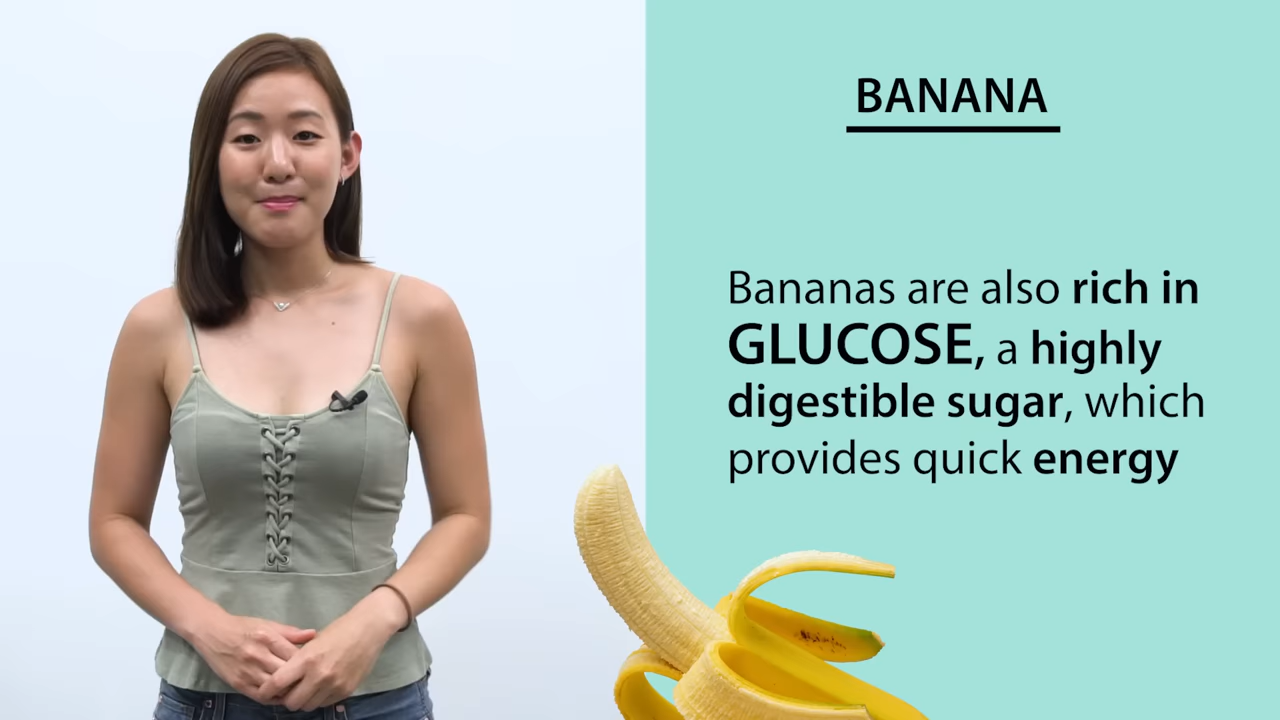 BANANA
Bananas are also rich in
GLUCOSE, a highly
digestible sugar, which
provides quick energy